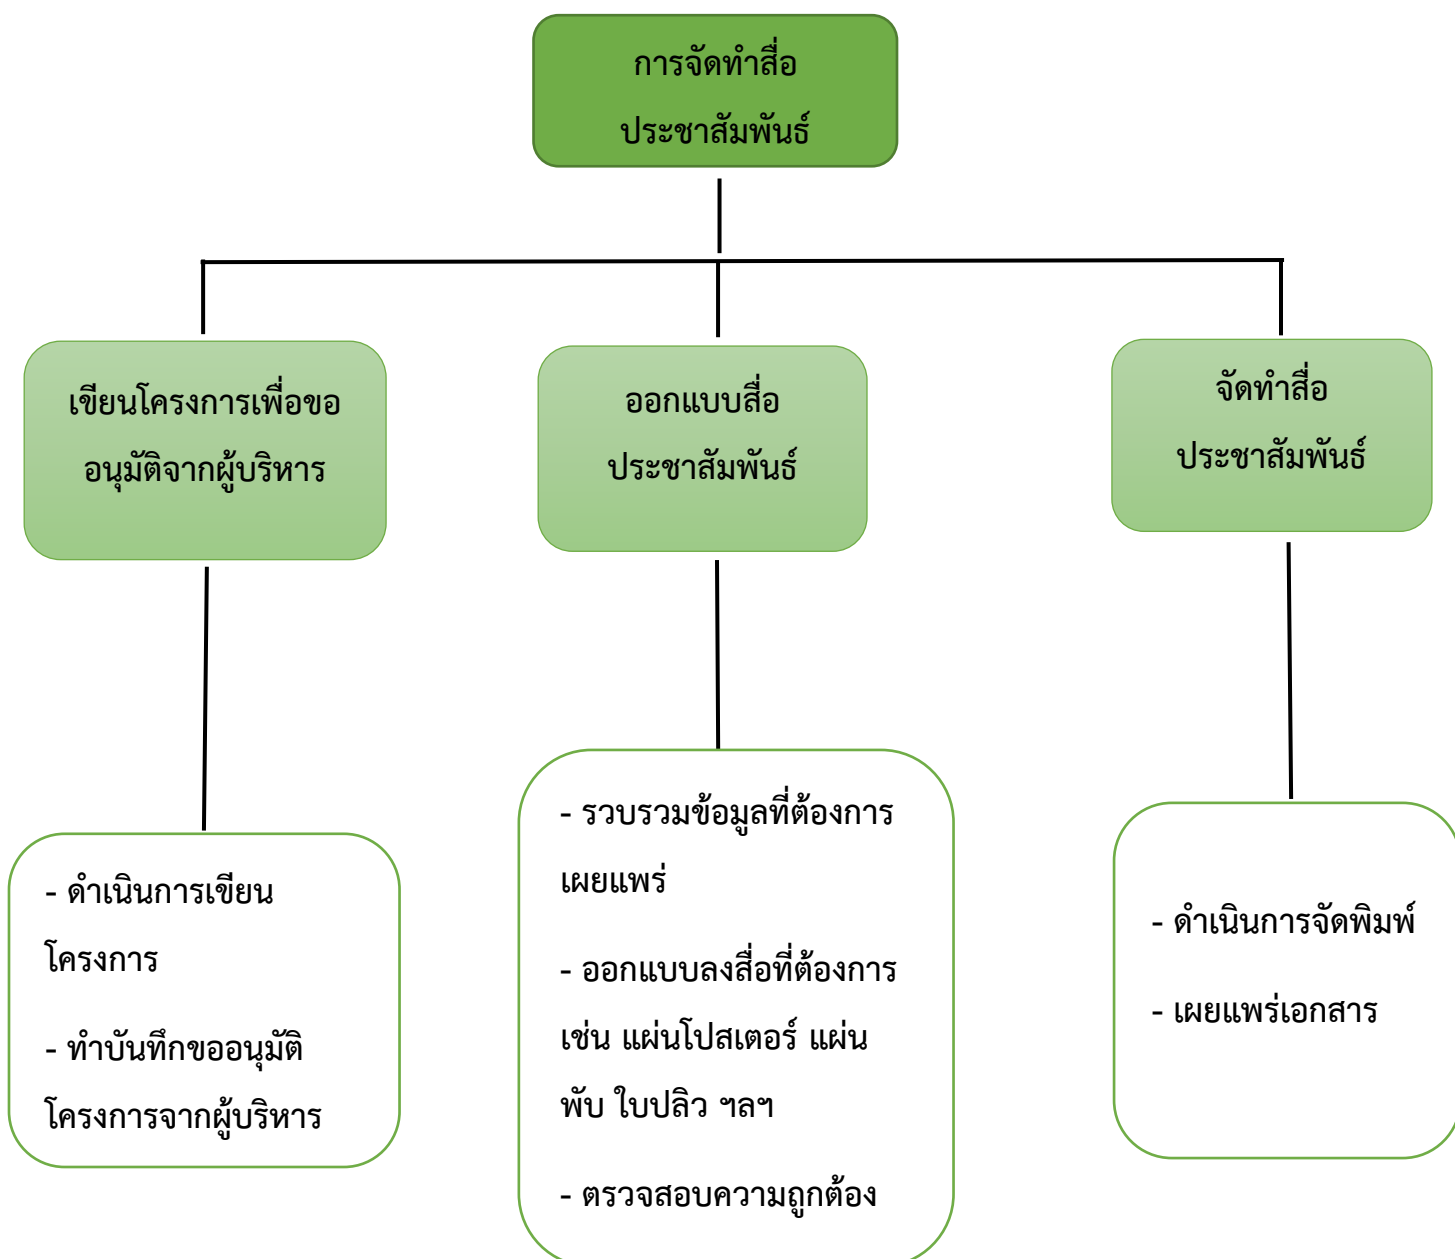 การจัดทำสื่อ
ประชาสัมพันธ์
เขียนโครงการเพื่อขอ
อนุมัติจากผู้บริหาร
ออกแบบสื่อ
ประชาสัมพันธ์
จัดทำสื่อ
ประชาสัมพันธ์
- ดำเนินการเขียน
โครงการ
- ทำบันทึกขออนุมัติ
โครงการจากผู้บริหาร
- รวบรวมข้อมูลที่ต้องการ
เผยแพร่
- ออกแบบลงสื่อที่ต้องการ
เช่น แผ่นโปสเตอร์ แผ่น
พับ ใบปลิว ฯลฯ
- ตรวจสอบความถูกต้อง
- ดำเนินการจัดพิมพ์
- เผยแพร่เอกสาร